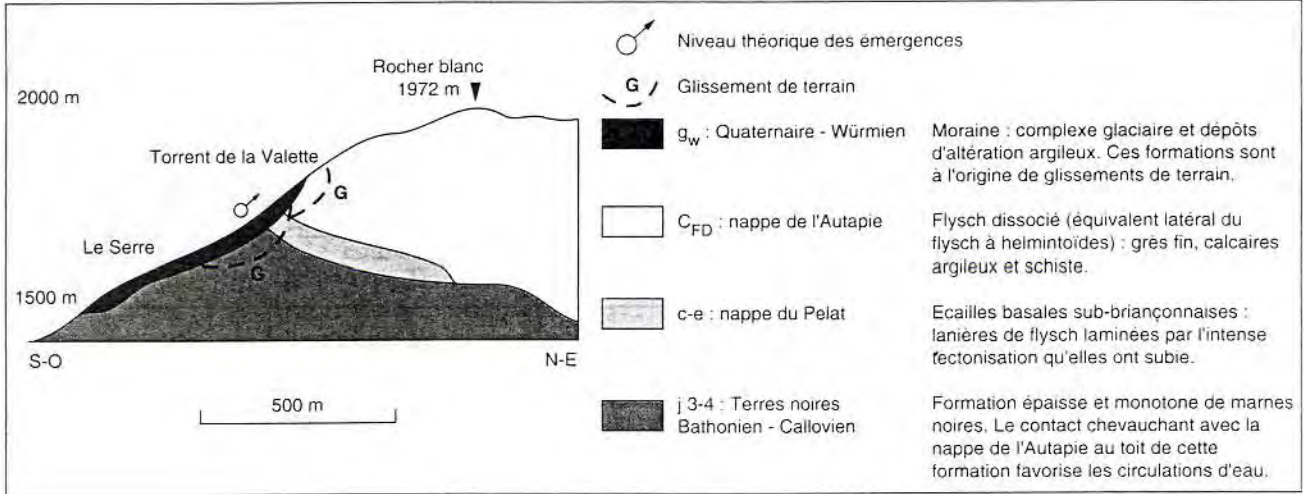 Rocher blanc
1972 m
2000 m
Torrent de la Valette
G
Le Serre
G
1500 m
S-O
N-E
500 m
Niveau théorique des émergences
G
Glissement de terrain
gw : Quaternaire - Würmien
Moraine : complexe glaciaire et dépôts
d'altération argileux. Ces formations sont
à l'origine de glissements de terrain.
CFD : nappe de l'Autapie
Flysch dissocié (équivalent latéral du
flysch à helmintoïdes) : grès fin, calcaires
argileux et schiste.
c-e : nappe du Pelat
Ecailles basales sub-briançonnaises :
lanières de flysch laminées par l'intense
tectonisation qu'elles ont subie.
j 3-4 : Terres noires
Bathonien - Callovien
Formation épaisse et monotone de marnes
noires. Le contact chevauchant avec la
nappe de l'Autapie au toit de cette
formation favorise les circulations d'eau.